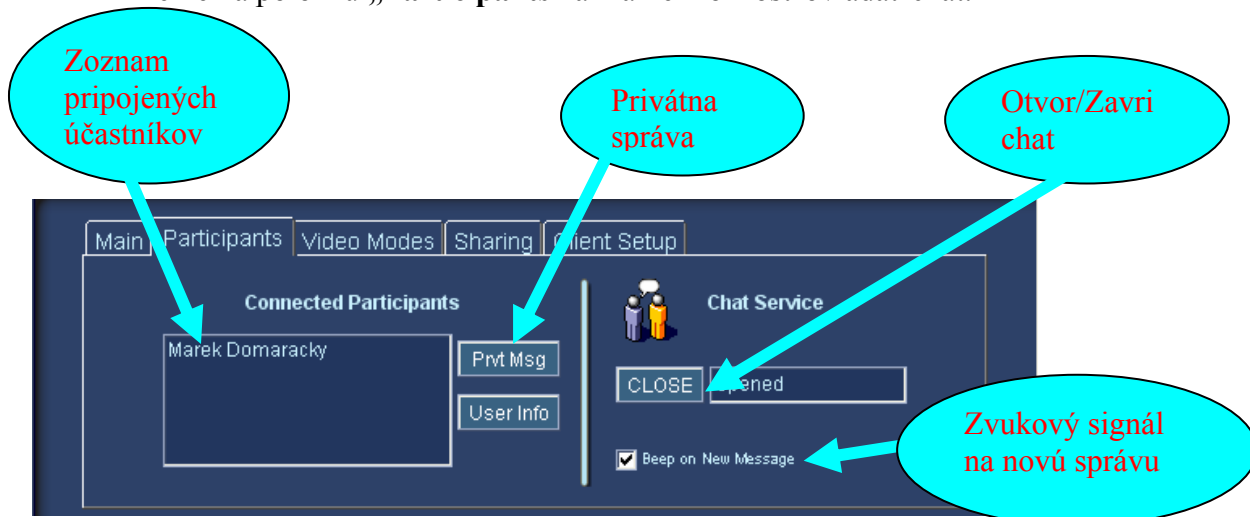 Zoznam
pripojených
účastníkov
Privátna
správa
Otvor/Zavri
chat
Main Participants Video Modes Sharing Client Setup
Connected Participants
Chat Service
Marek Domaracky
Prvt Msg
CLOSE opened
User Info
Beep on New Message
Zvukový signál
na novú správu